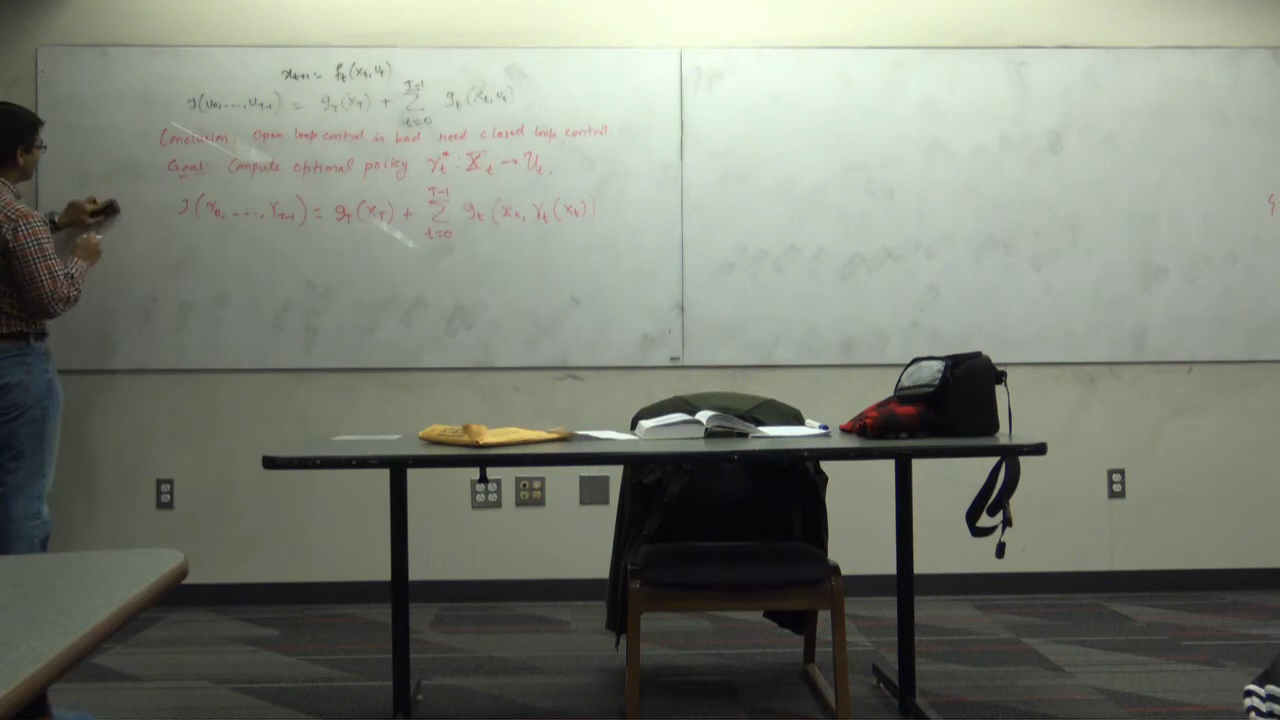 x_{t+1} = f_t(x_t, u_t)
J(u_0, ..., u_{T-1}) = g_T(x_T) + \sum_{t=0}^{T-1} g_t(x_t, u_t)
Conclusion: Open loop control is bad need closed loop control.
Goal: Compute optimal policy γ_t^* : X_t → U_t.
J(γ_0, ..., γ_{T-1}) = g_T(x_T) + \sum_{t=0}^{T-1} g_t(x_t, γ_t(x_t))